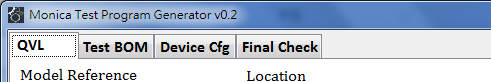 Monica Test Program Generator v0.2
QVL Test BOM Device Cfg Final Check
Model Reference Location